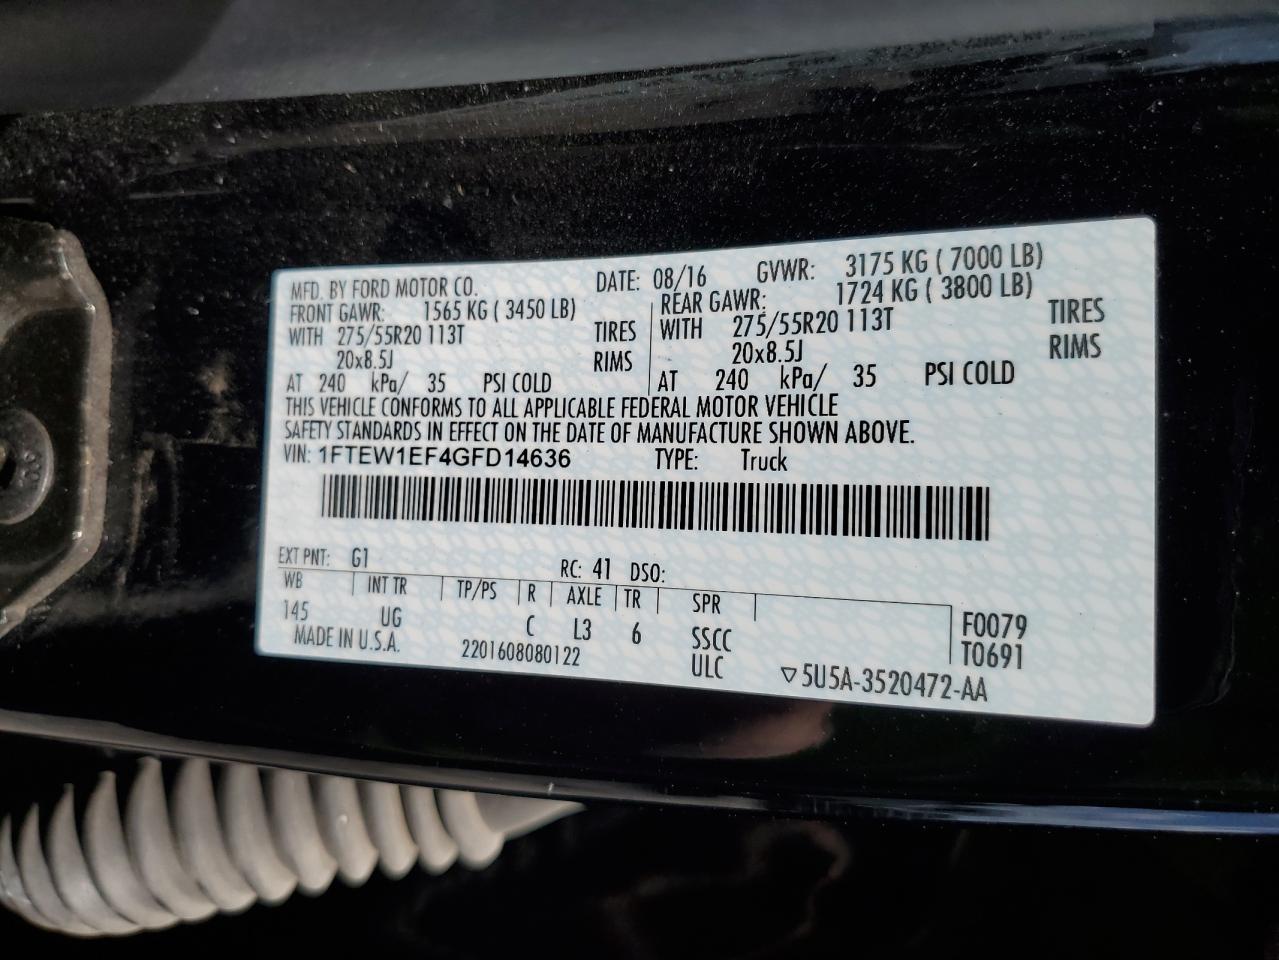 MFD. BY FORD MOTOR CO. DATE: 08/16 GVWR: 3175 KG ( 7000 LB)
FRONT GAWR: 1565 KG ( 3450 LB) REAR GAWR: 1724 KG ( 3800 LB)
WITH 275/55R20 113T TIRES WITH 275/55R20 113T TIRES
20x8.5J RIMS 20x8.5J RIMS
AT 240 kPa/ 35 PSI COLD AT 240 kPa/ 35 PSI COLD
THIS VEHICLE CONFORMS TO ALL APPLICABLE FEDERAL MOTOR VEHICLE
SAFETY STANDARDS IN EFFECT ON THE DATE OF MANUFACTURE SHOWN ABOVE.
VIN: 1FTEW1EF4GFD14636 TYPE: Truck
EXT PNT: G1 RC: 41 DSO:
WB INT TR TP/PS R AXLE TR SPR
145 UG C L3 6 SSCC F0079
MADE IN U.S.A. 2201608080122 ULC T0691
▽5U5A-3520472-AA